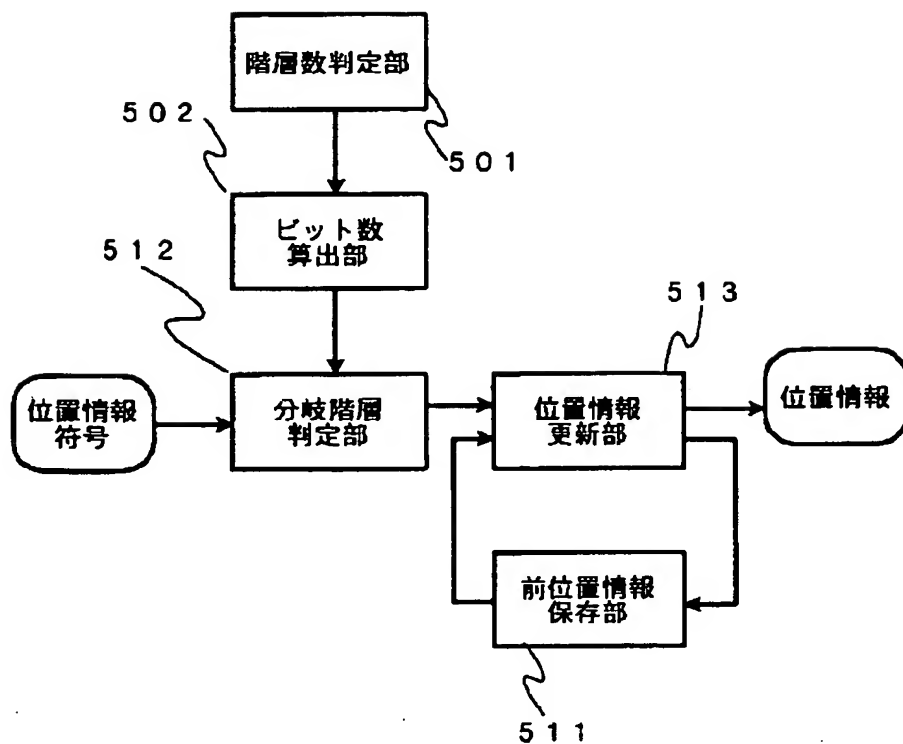 階層数判定部
502
501
ビット数
算出部
512
513
位置情報
符号
分岐階層
判定部
位置情報
更新部
位置情報
前位置情報
保存部
511